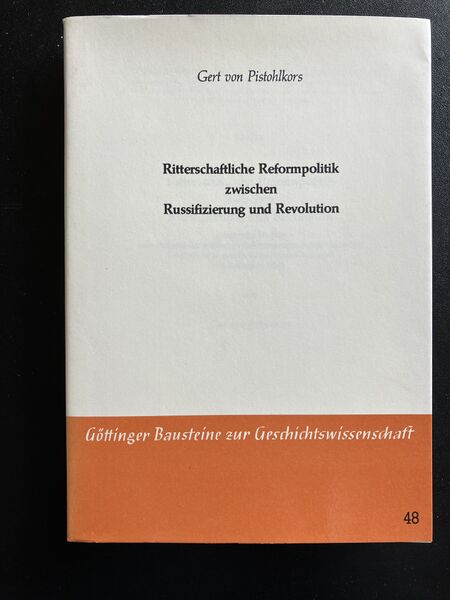 Gert von Pistohlkors
Ritterschaftliche Reformpolitik
zwischen
Russifizierung und Revolution
Göttinger Bausteine zur Geschichtswissenschaft
48